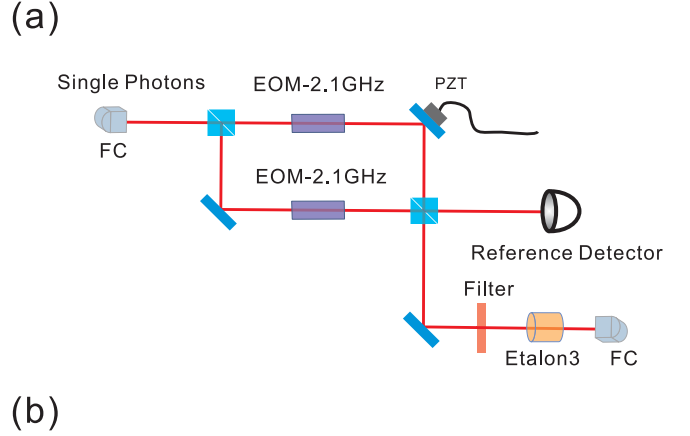 (a)
Single Photons
EOM-2.1GHz
PZT
FC
EOM-2.1GHz
Reference Detector
Filter
Etalon3
FC
(b)